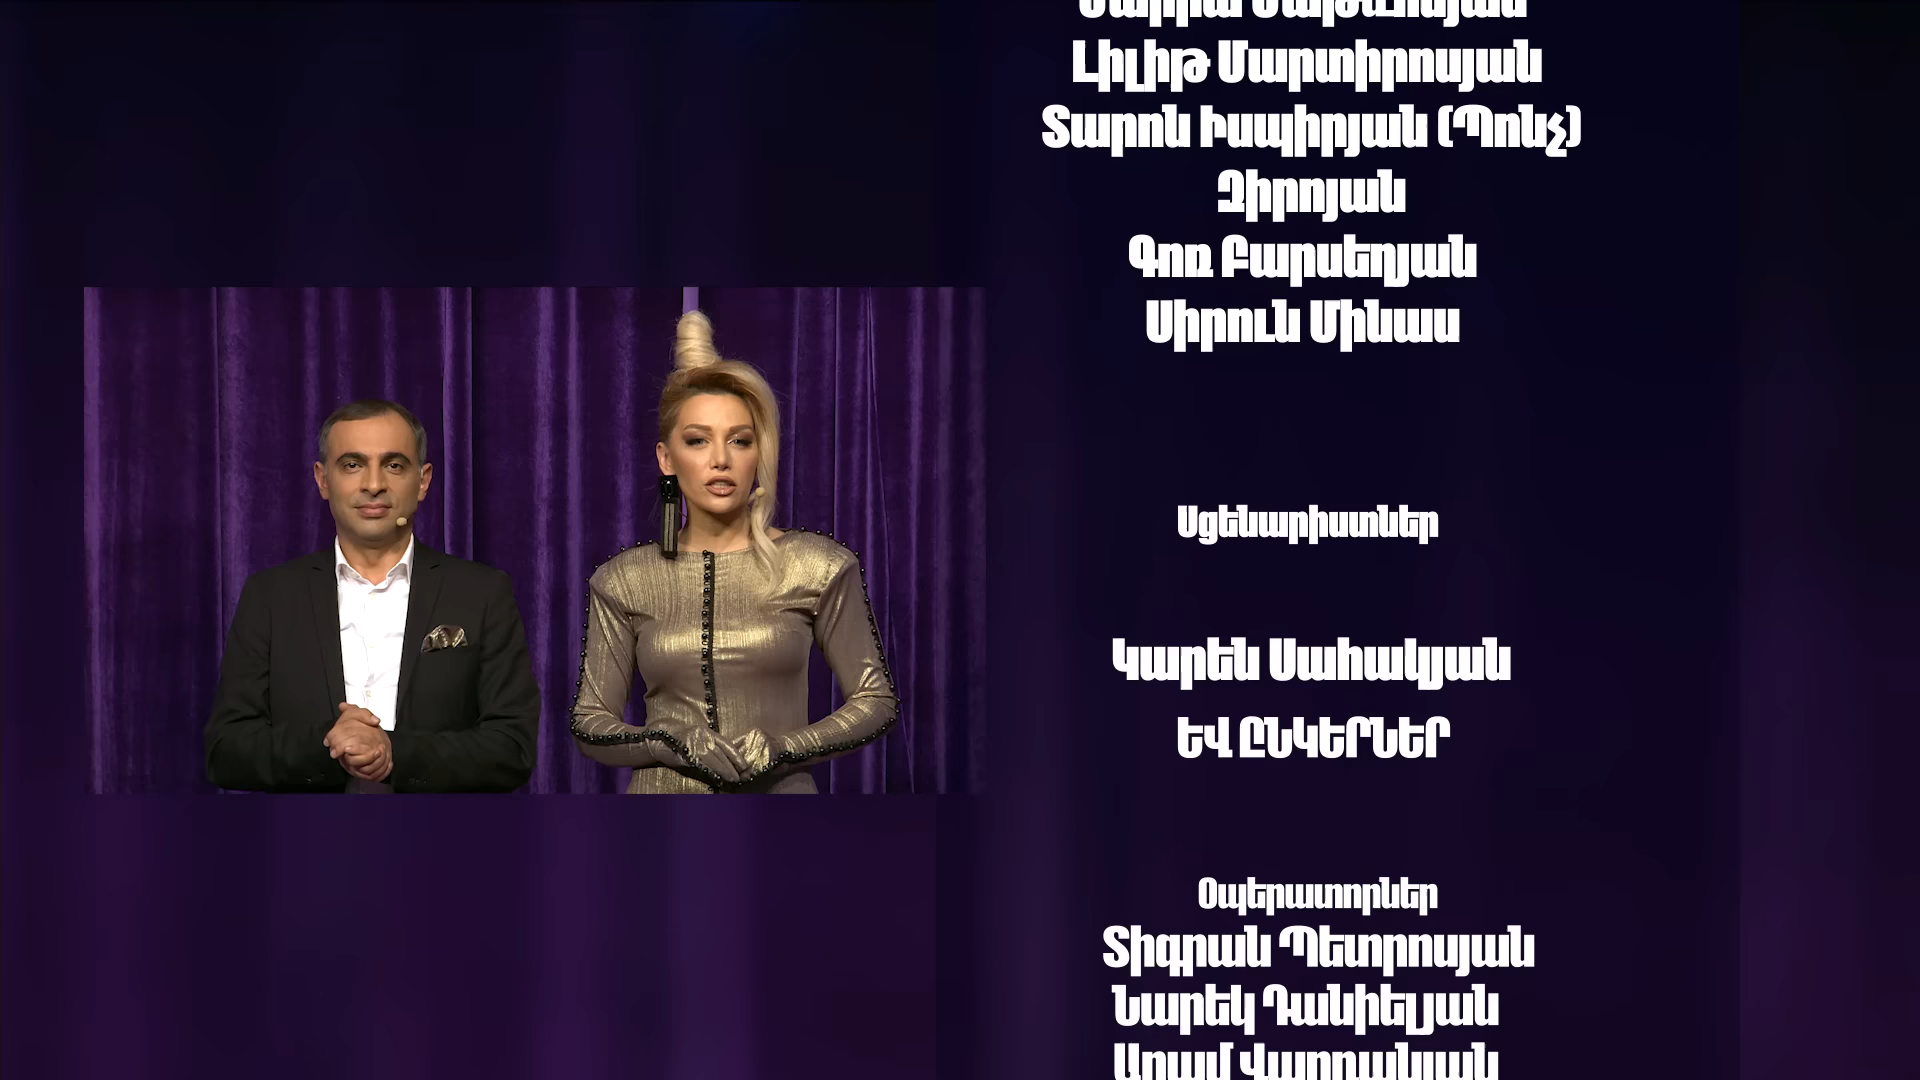 Լիլիթ Մարտիրոսյան
Տարոն Իսպիրյան (Պոնչ)
Ձիրոյան
Գոռ Բարսեղյան
Սիրուն Մինաս
Սցենարիստներ
Կարեն Սահակյան
ԵՎ ԸՆԿԵՐՆԵՐ
Օպերատորներ
Տիգրան Պետրոսյան
Նարեկ Դանիելյան